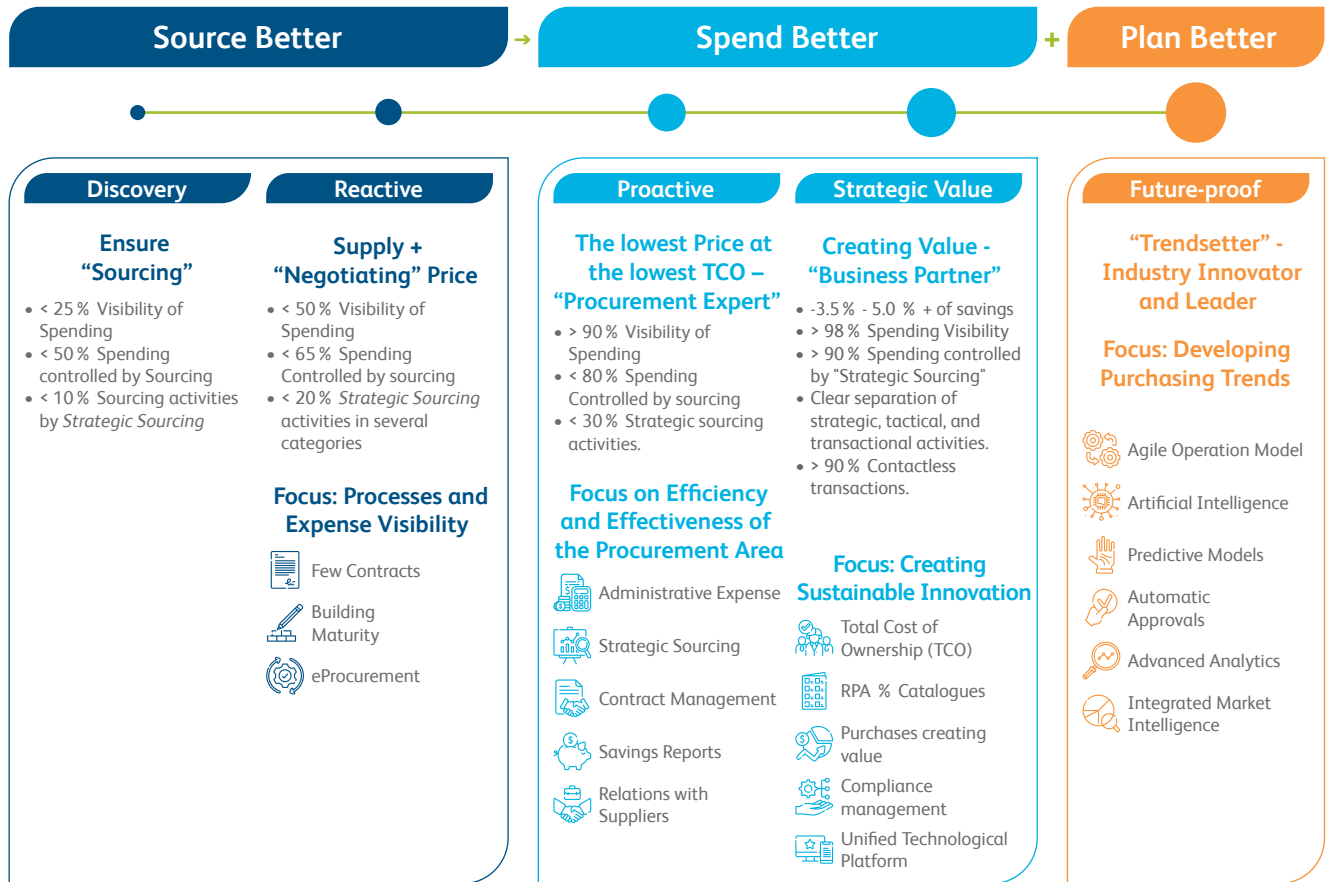 Source Better
➔
Spend Better
+
Plan Better
Discovery
Ensure
“Sourcing”
• < 25 % Visibility of
Spending
• < 50 % Spending
controlled by Sourcing
• < 10 % Sourcing activities
by Strategic Sourcing
Reactive
Supply +
“Negotiating” Price
• < 50 % Visibility of
Spending
• < 65 % Spending
Controlled by sourcing
• < 20 % Strategic Sourcing
activities in several
categories
Focus: Processes and
Expense Visibility
Few Contracts
Building
Maturity
eProcurement
Proactive
The lowest Price at
the lowest TCO –
“Procurement Expert”
• > 90 % Visibility of
Spending
• < 80 % Spending
Controlled by sourcing
• < 30 % Strategic sourcing
activities.
Focus on Efficiency
and Effectiveness of
the Procurement Area
Administrative Expense
Strategic Sourcing
Contract Management
Savings Reports
Relations with
Suppliers
Strategic Value
Creating Value -
“Business Partner”
• -3.5 % - 5.0 % + of savings
• > 98 % Spending Visibility
• > 90 % Spending controlled
by "Strategic Sourcing"
• Clear separation of
strategic, tactical, and
transactional activities.
• > 90 % Contactless
transactions.
Focus: Creating
Sustainable Innovation
Total Cost of
Ownership (TCO)
RPA % Catalogues
Purchases creating
value
Compliance
management
Unified Technological
Platform
Future-proof
“Trendsetter” -
Industry Innovator
and Leader
Focus: Developing
Purchasing Trends
Agile Operation Model
Artificial Intelligence
Predictive Models
Automatic
Approvals
Advanced Analytics
Integrated Market
Intelligence